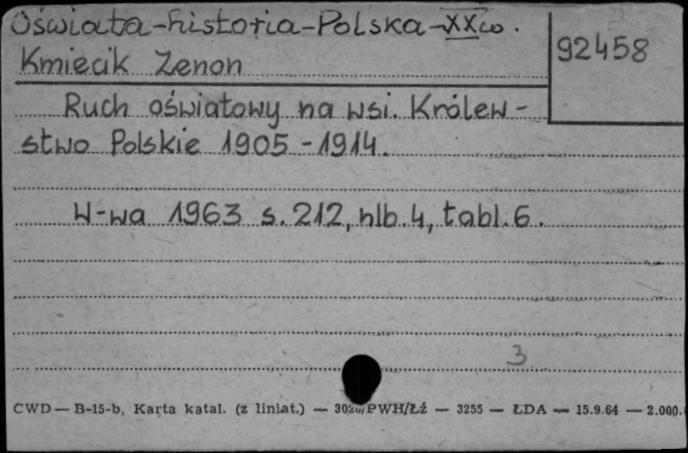 Oświata-historia-Polska-XXw.
92458
Kmiecik Zenon
Ruch oświatowy na wsi. Królew-
stwo Polskie 1905-1914.
W-wa 1963 s.212, nlb.4, tabl.6.
3
CWD — B-15-b, Karta katal. (z liniat.) — 3020/PWH/Łź — 3255 — ŁDA — 15.9.64 — 2.000.